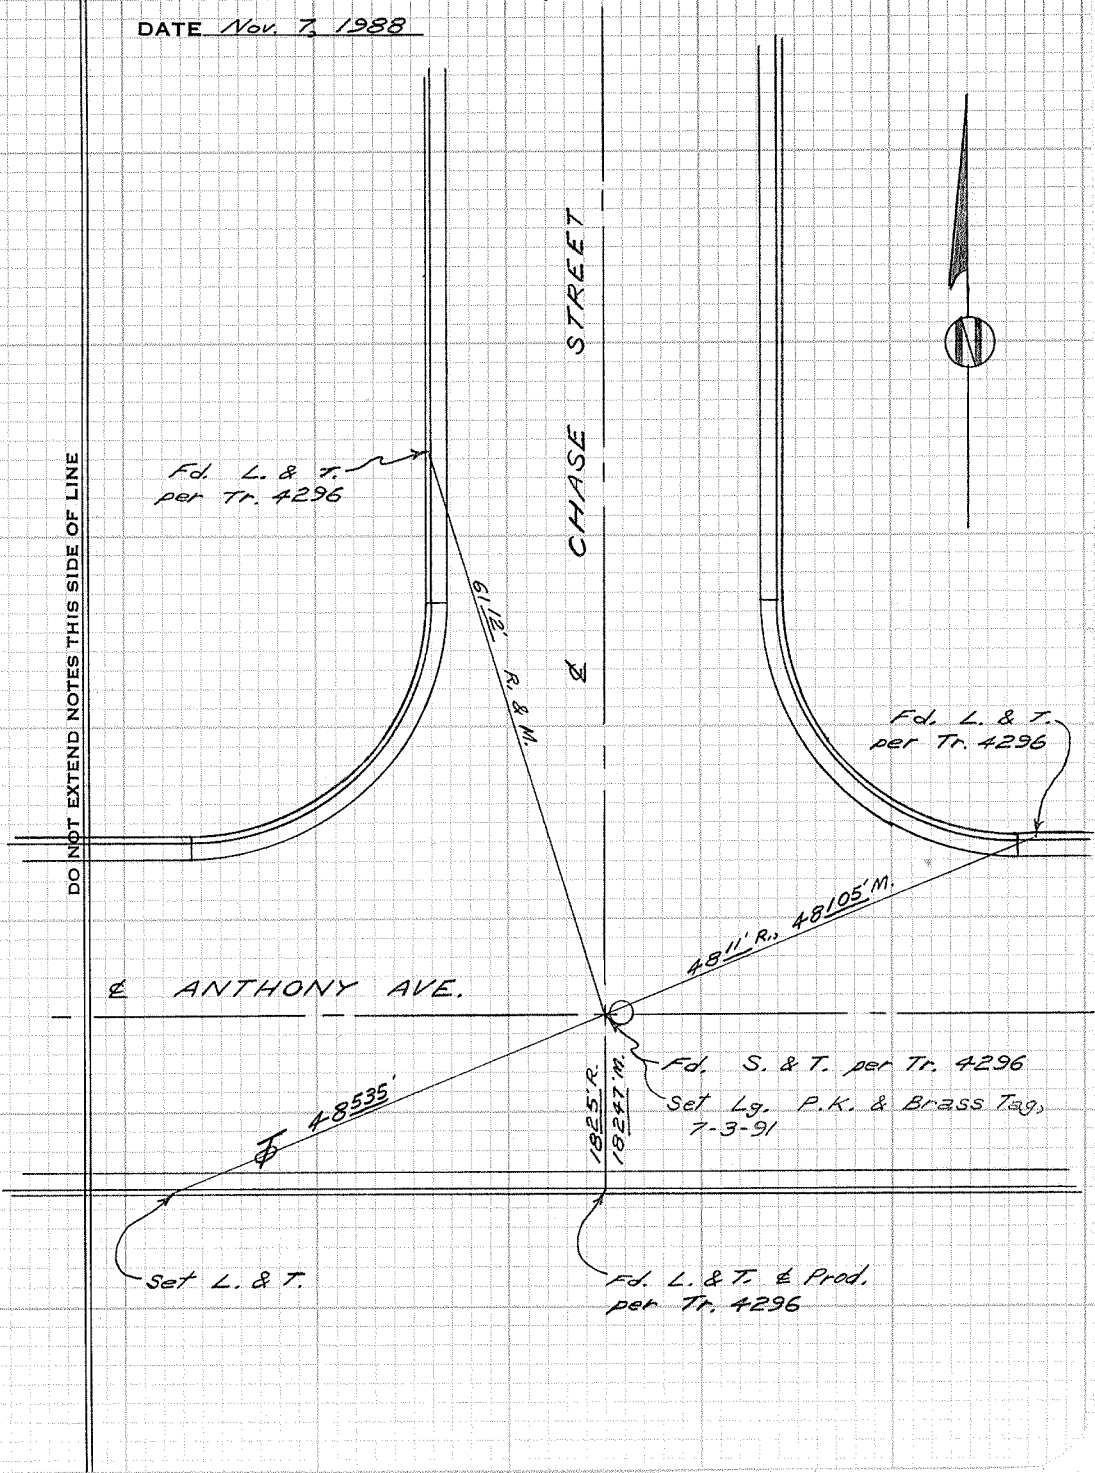 DATE Nov. 7, 1988
DO NOT EXTEND NOTES THIS SIDE OF LINE
℄ CHASE STREET
N
Fd. L. & T.
per Tr. 4296
61.12' R. & M.
Fd. L. & T.
per Tr. 4296
48.11' R., 48.105' M.
℄ ANTHONY AVE.
Fd. S. & T. per Tr. 4296
Set Lg. P.K. & Brass Tag,
7-3-91
18.25' R.
18.247' M.
48.535'
Set L. & T.
Fd. L. & T. ℄ Prod.
per Tr. 4296